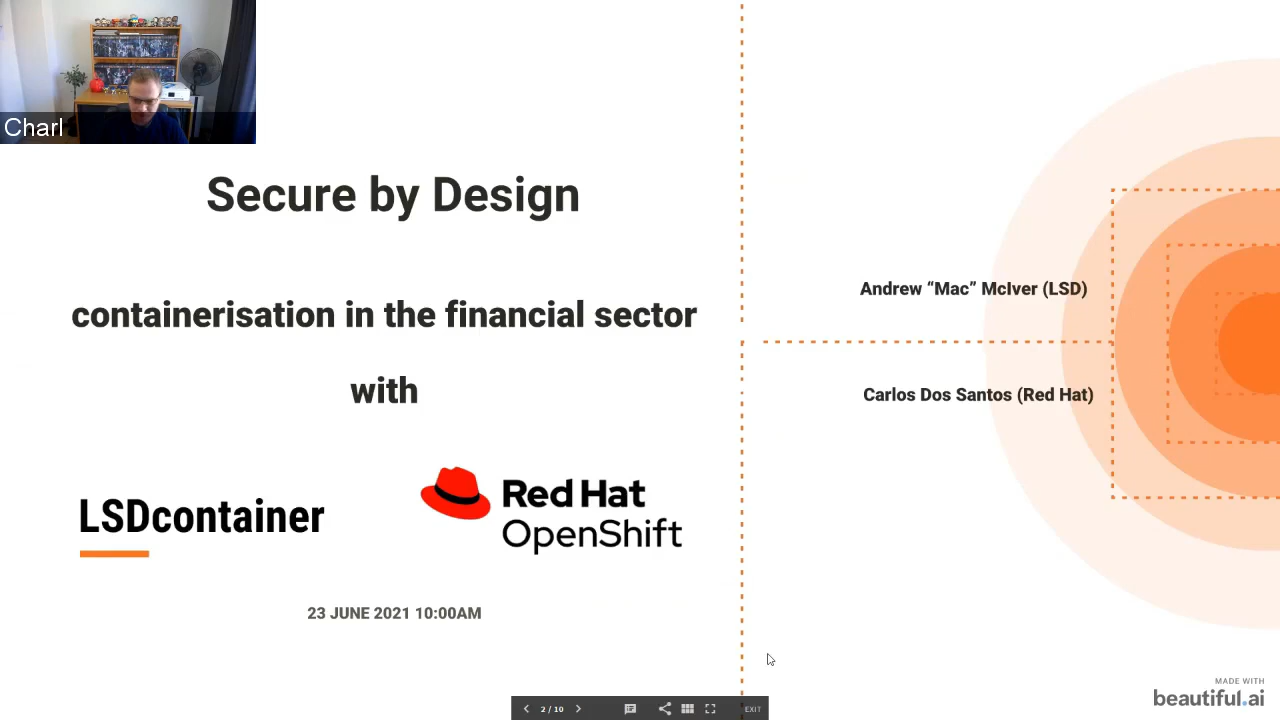 Charl
Secure by Design
containerisation in the financial sector
with
LSDcontainer
Red Hat
OpenShift
23 JUNE 2021 10:00AM
Andrew “Mac” McIver (LSD)
Carlos Dos Santos (Red Hat)
2 / 10
EXIT
MADE WITH
beautiful.ai